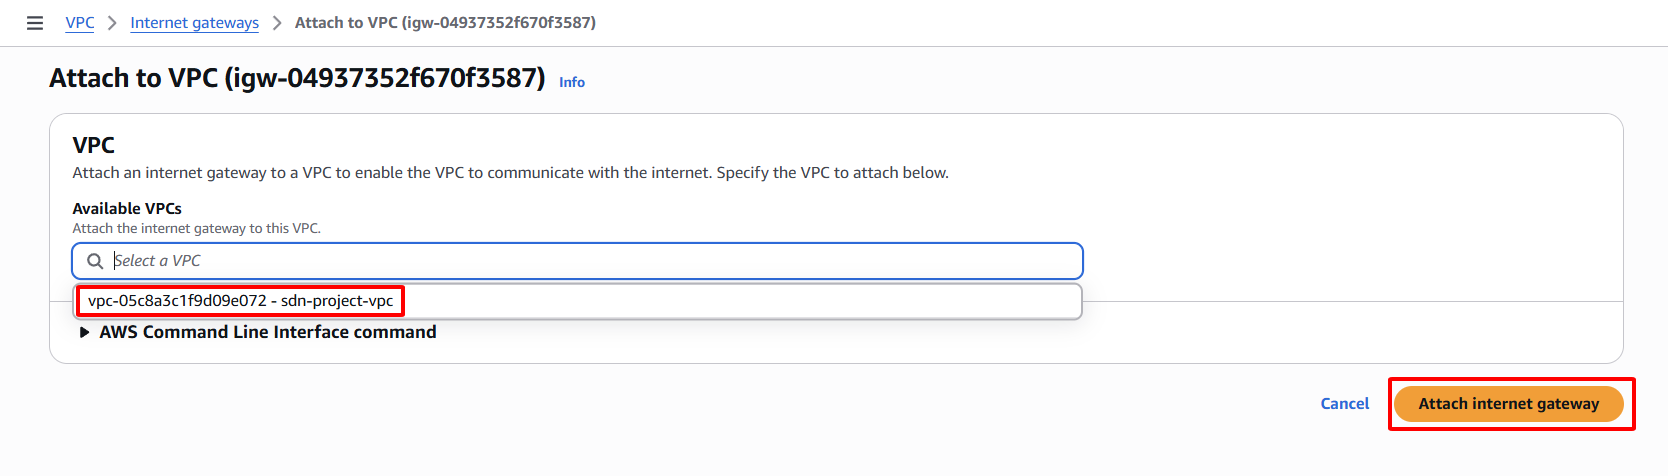 VPC > Internet gateways > Attach to VPC (igw-04937352f670f3587)
Attach to VPC (igw-04937352f670f3587) Info
VPC
Attach an internet gateway to a VPC to enable the VPC to communicate with the internet. Specify the VPC to attach below.
Available VPCs
Attach the internet gateway to this VPC.
Select a VPC
vpc-05c8a3c1f9d09e072 - sdn-project-vpc
AWS Command Line Interface command
Cancel Attach internet gateway